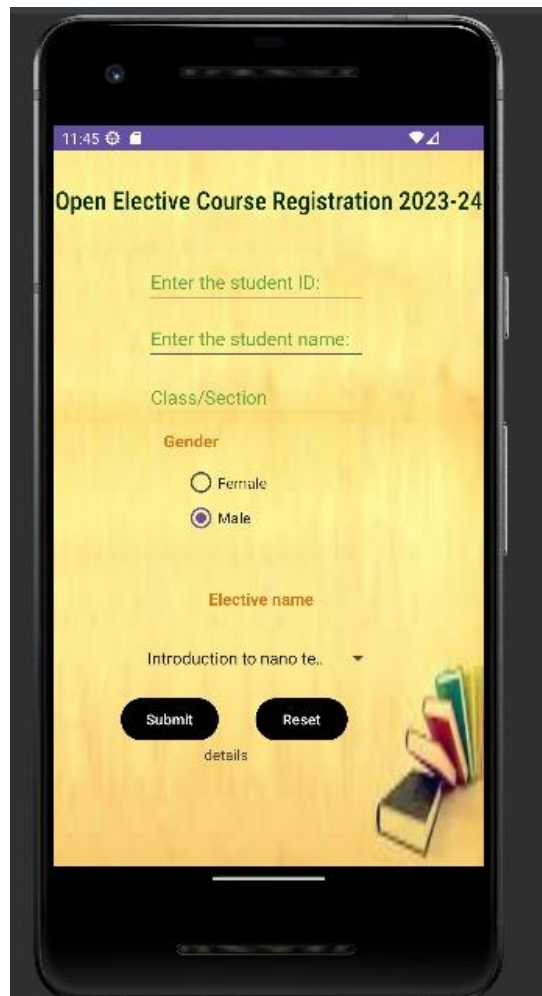 11:45
Open Elective Course Registration 2023-24
Enter the student ID:
Enter the student name:
Class/Section
Gender
Female
Male
Elective name
Introduction to nano te..
Submit Reset
details